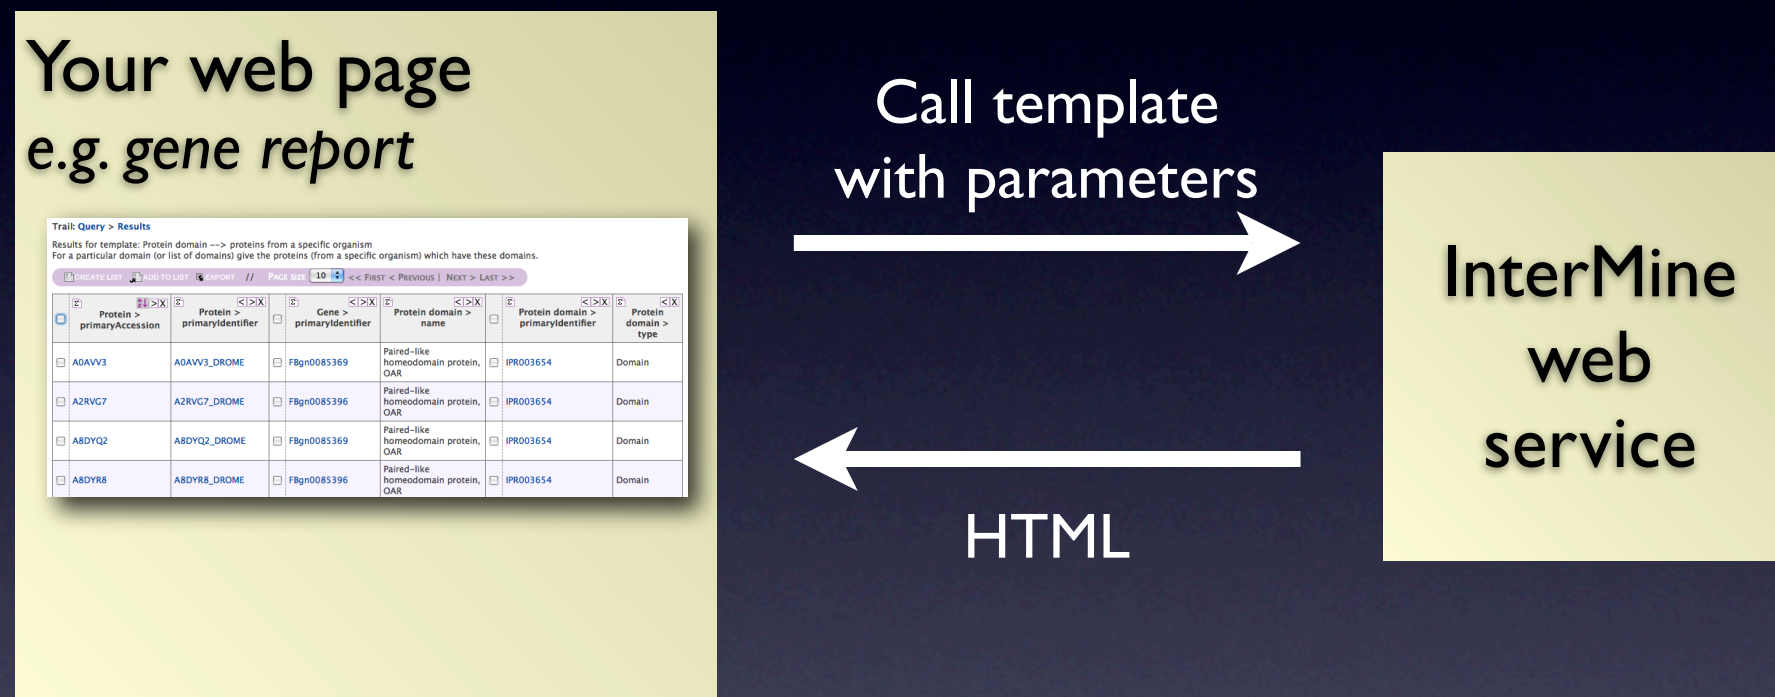 Your web page
e.g. gene report
Trail: Query > Results
Results for template: Protein domain --> proteins from a specific organism
For a particular domain (or list of domains) give the proteins (from a specific organism) which have these domains.
CREATE LIST ADD TO LIST EXPORT // PAGE SIZE 10 << FIRST < PREVIOUS | NEXT > LAST >>
Protein > primaryAccession Protein > primaryIdentifier Gene > primaryIdentifier Protein domain > name Protein domain > primaryIdentifier Protein domain > type
A0AVV3 A0AVV3_DROME FBgn0085369 Paired-like homeodomain protein, OAR IPR003654 Domain
A2RVG7 A2RVG7_DROME FBgn0085396 Paired-like homeodomain protein, OAR IPR003654 Domain
A8DYQ2 A8DYQ2_DROME FBgn0085369 Paired-like homeodomain protein, OAR IPR003654 Domain
A8DYR8 A8DYR8_DROME FBgn0085396 Paired-like homeodomain protein, OAR IPR003654 Domain
Call template
with parameters
HTML
InterMine
web
service